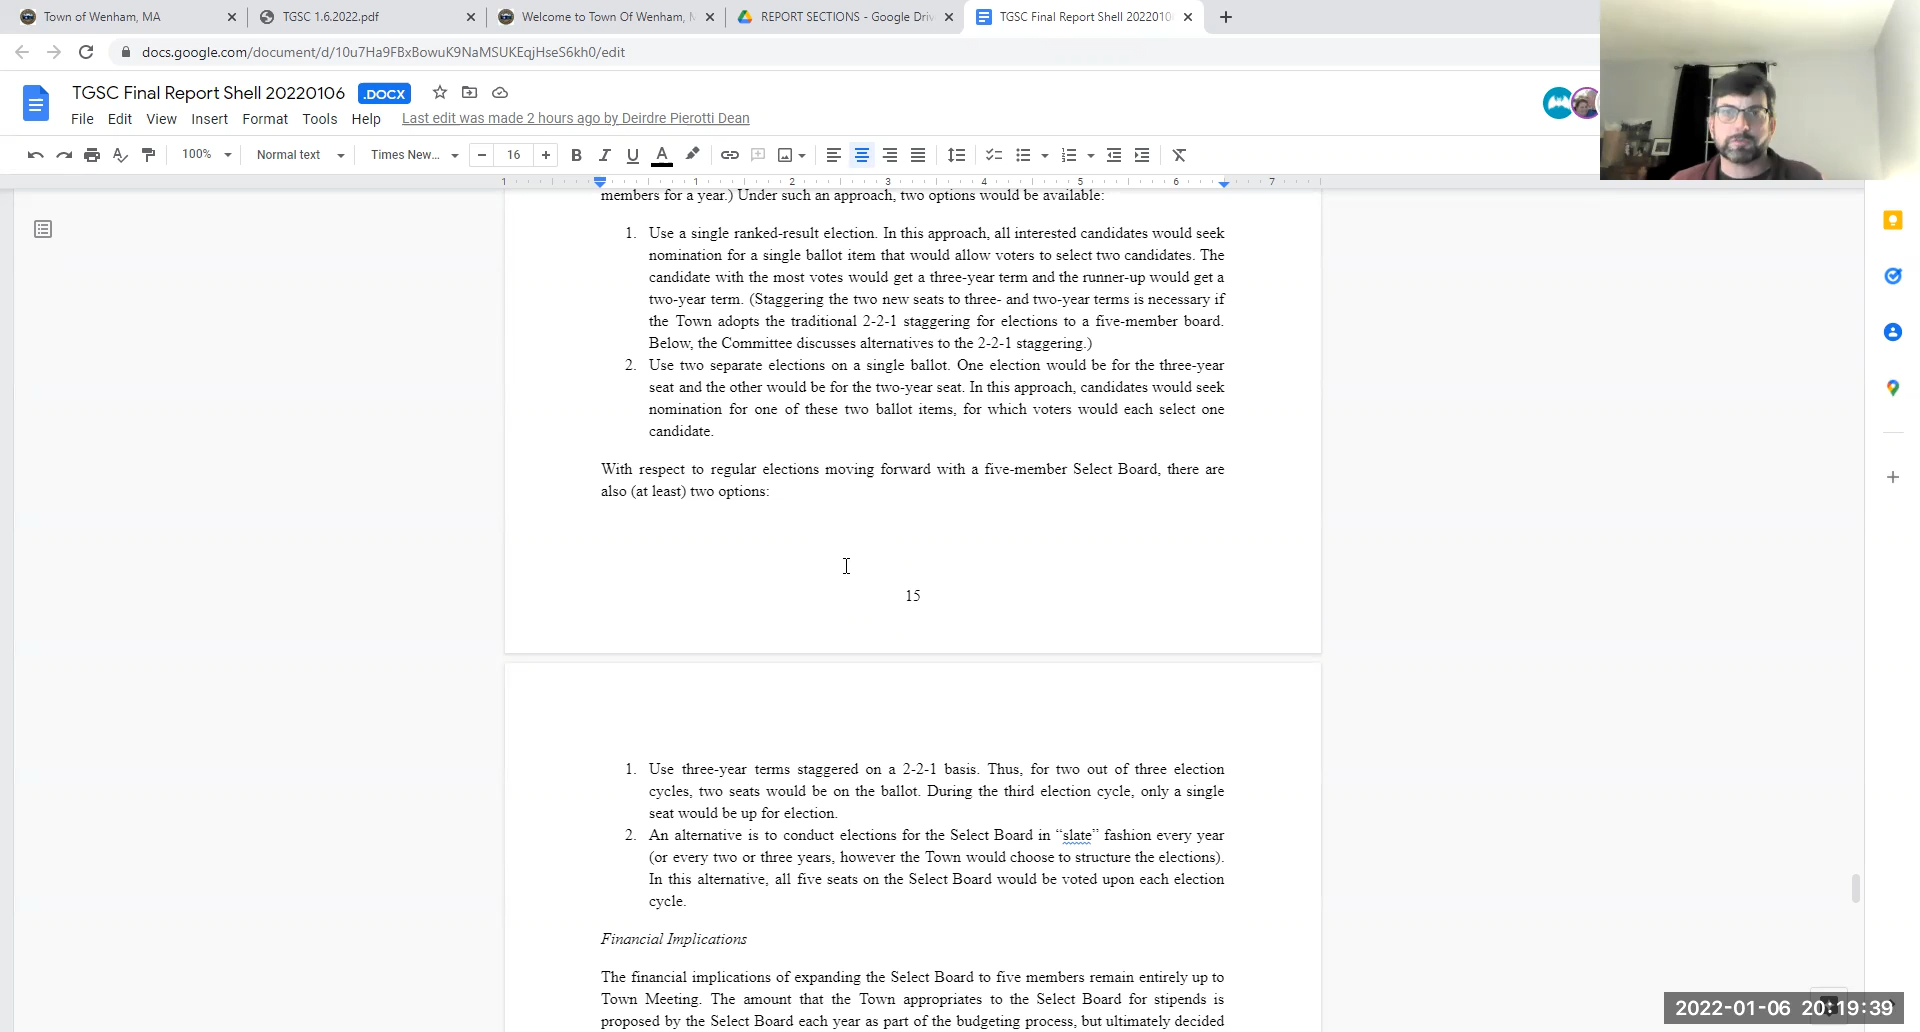 Town of Wenham, MA
TGSC 1.6.2022.pdf
Welcome to Town Of Wenham, M
REPORT SECTIONS - Google Driv
TGSC Final Report Shell 2022010
docs.google.com/document/d/10u7Ha9FBxBowuK9NaMSUKEqjHseS6kh0/edit
TGSC Final Report Shell 20220106 .DOCX
File Edit View Insert Format Tools Help Last edit was made 2 hours ago by Deirdre Pierotti Dean
100% Normal text Times New... 16
1 1 2 3 4 5 6 7
members for a year.) Under such an approach, two options would be available:
1. Use a single ranked-result election. In this approach, all interested candidates would seek
nomination for a single ballot item that would allow voters to select two candidates. The
candidate with the most votes would get a three-year term and the runner-up would get a
two-year term. (Staggering the two new seats to three- and two-year terms is necessary if
the Town adopts the traditional 2-2-1 staggering for elections to a five-member board.
Below, the Committee discusses alternatives to the 2-2-1 staggering.)
2. Use two separate elections on a single ballot. One election would be for the three-year
seat and the other would be for the two-year seat. In this approach, candidates would seek
nomination for one of these two ballot items, for which voters would each select one
candidate.
With respect to regular elections moving forward with a five-member Select Board, there are
also (at least) two options:
15
1. Use three-year terms staggered on a 2-2-1 basis. Thus, for two out of three election
cycles, two seats would be on the ballot. During the third election cycle, only a single
seat would be up for election.
2. An alternative is to conduct elections for the Select Board in “slate” fashion every year
(or every two or three years, however the Town would choose to structure the elections).
In this alternative, all five seats on the Select Board would be voted upon each election
cycle.
Financial Implications
The financial implications of expanding the Select Board to five members remain entirely up to
Town Meeting. The amount that the Town appropriates to the Select Board for stipends is
proposed by the Select Board each year as part of the budgeting process, but ultimately decided
2022-01-06 20:19:39